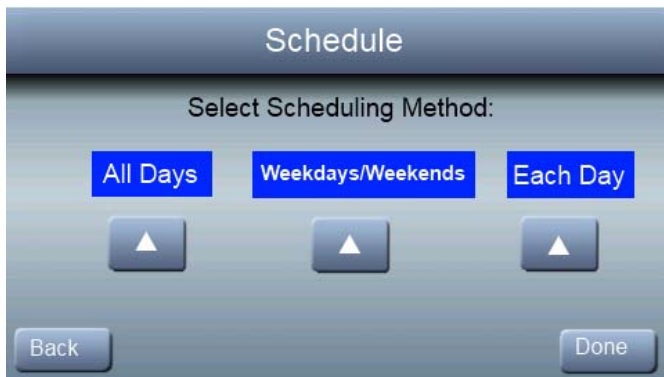 Schedule
Select Scheduling Method:
All Days Weekdays/Weekends Each Day
Back Done